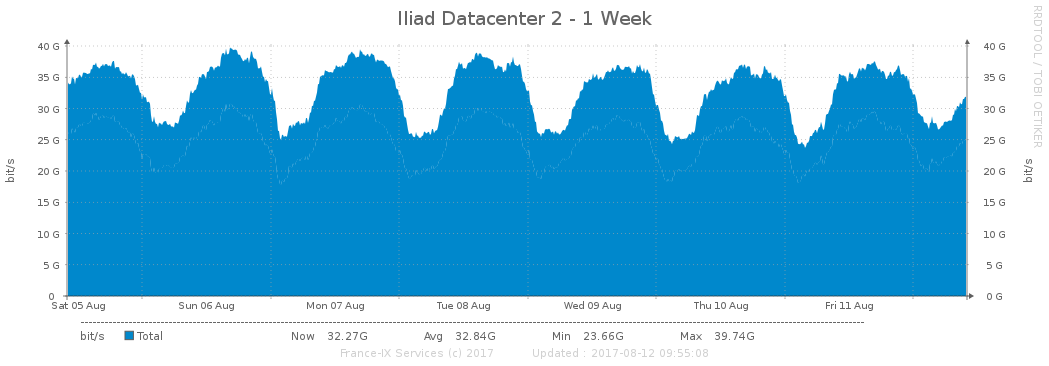 Iliad Datacenter 2 - 1 Week
RRDTOOL / TOBI OETIKER
40 G 40 G
35 G 35 G
30 G 30 G
25 G 25 G
20 G 20 G
15 G 15 G
10 G 10 G
5 G 5 G
0 0 G
bit/s bit/s
Sat 05 Aug Sun 06 Aug Mon 07 Aug Tue 08 Aug Wed 09 Aug Thu 10 Aug Fri 11 Aug
bit/s Total Now 32.27G Avg 32.84G Min 23.66G Max 39.74G
France-IX Services (c) 2017 Updated : 2017-08-12 09:55:08